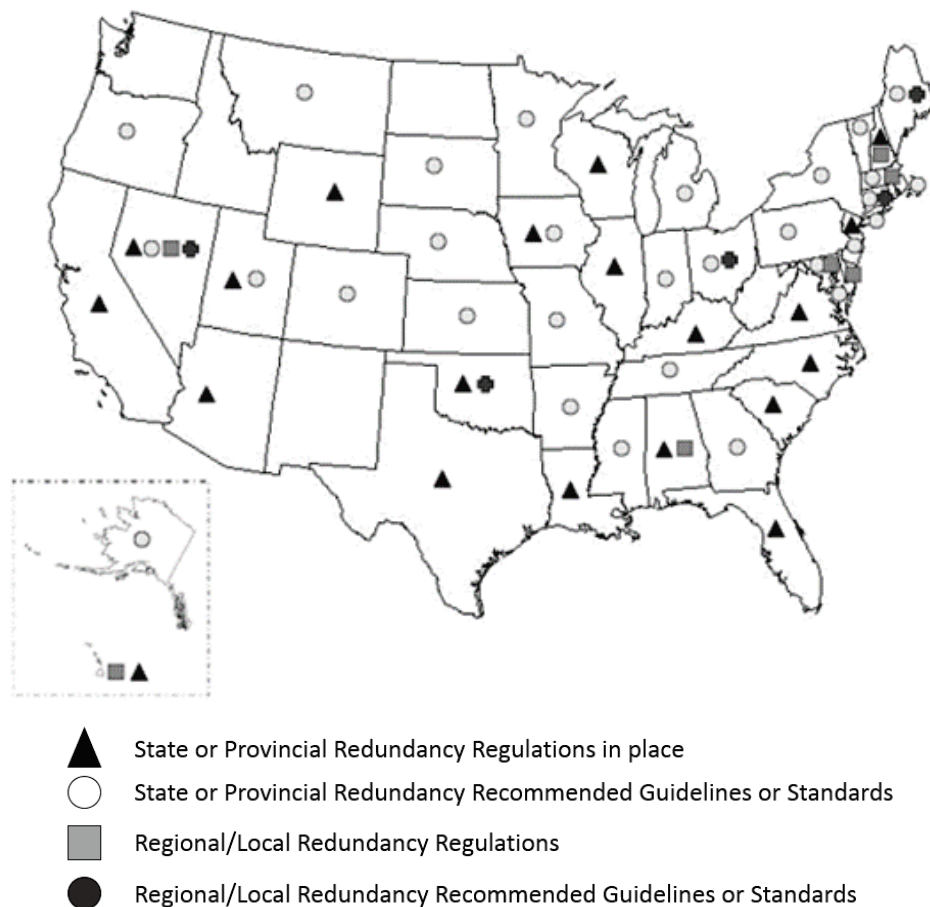 State or Provincial Redundancy Regulations in place
State or Provincial Redundancy Recommended Guidelines or Standards
Regional/Local Redundancy Regulations
Regional/Local Redundancy Recommended Guidelines or Standards